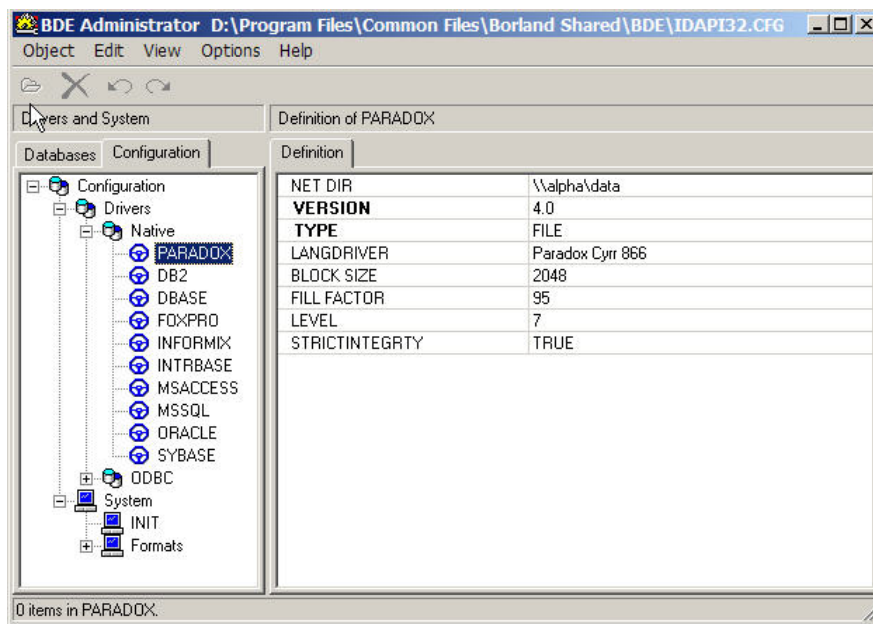 BDE Administrator D:\Program Files\Common Files\Borland Shared\BDE\IDAPI32.CFG
Object Edit View Options Help
Drivers and System
Definition of PARADOX
Databases Configuration
Definition
Configuration
Drivers
Native
PARADOX
DB2
DBASE
FOXPRO
INFORMIX
INTRBASE
MSACCESS
MSSQL
ORACLE
SYBASE
ODBC
System
INIT
Formats
NET DIR \\alpha\data
VERSION 4.0
TYPE FILE
LANGDRIVER Paradox Cyrr 866
BLOCK SIZE 2048
FILL FACTOR 95
LEVEL 7
STRICTINTEGRTY TRUE
0 items in PARADOX.